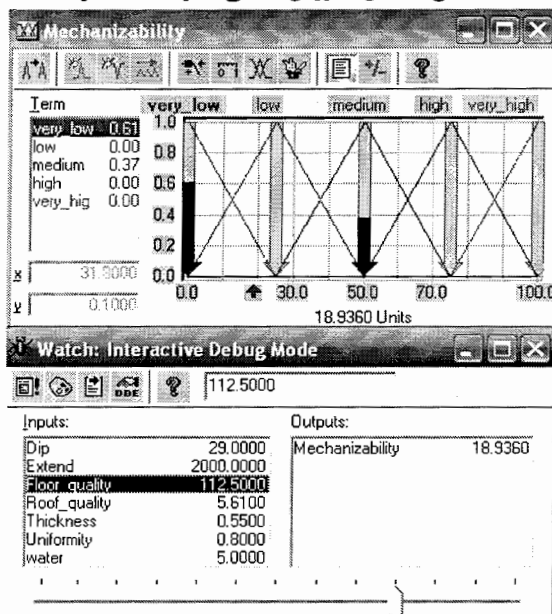 Mechanizability
Term
very_low 0.61
low 0.00
medium 0.37
high 0.00
very_hig 0.00
very_low low medium high very_high
1.0
0.8
0.6
0.4
0.2
0.0
x 31.3000
y 0.1000
0.0 30.0 50.0 70.0 100.0
18.9360 Units
Watch: Interactive Debug Mode
DDE
112.5000
Inputs:
Dip 29.0000
Extend 2000.0000
Floor_quality 112.5000
Roof_quality 5.6100
Thickness 0.5500
Uniformity 0.8000
water 5.0000
Outputs:
Mechanizability 18.9360